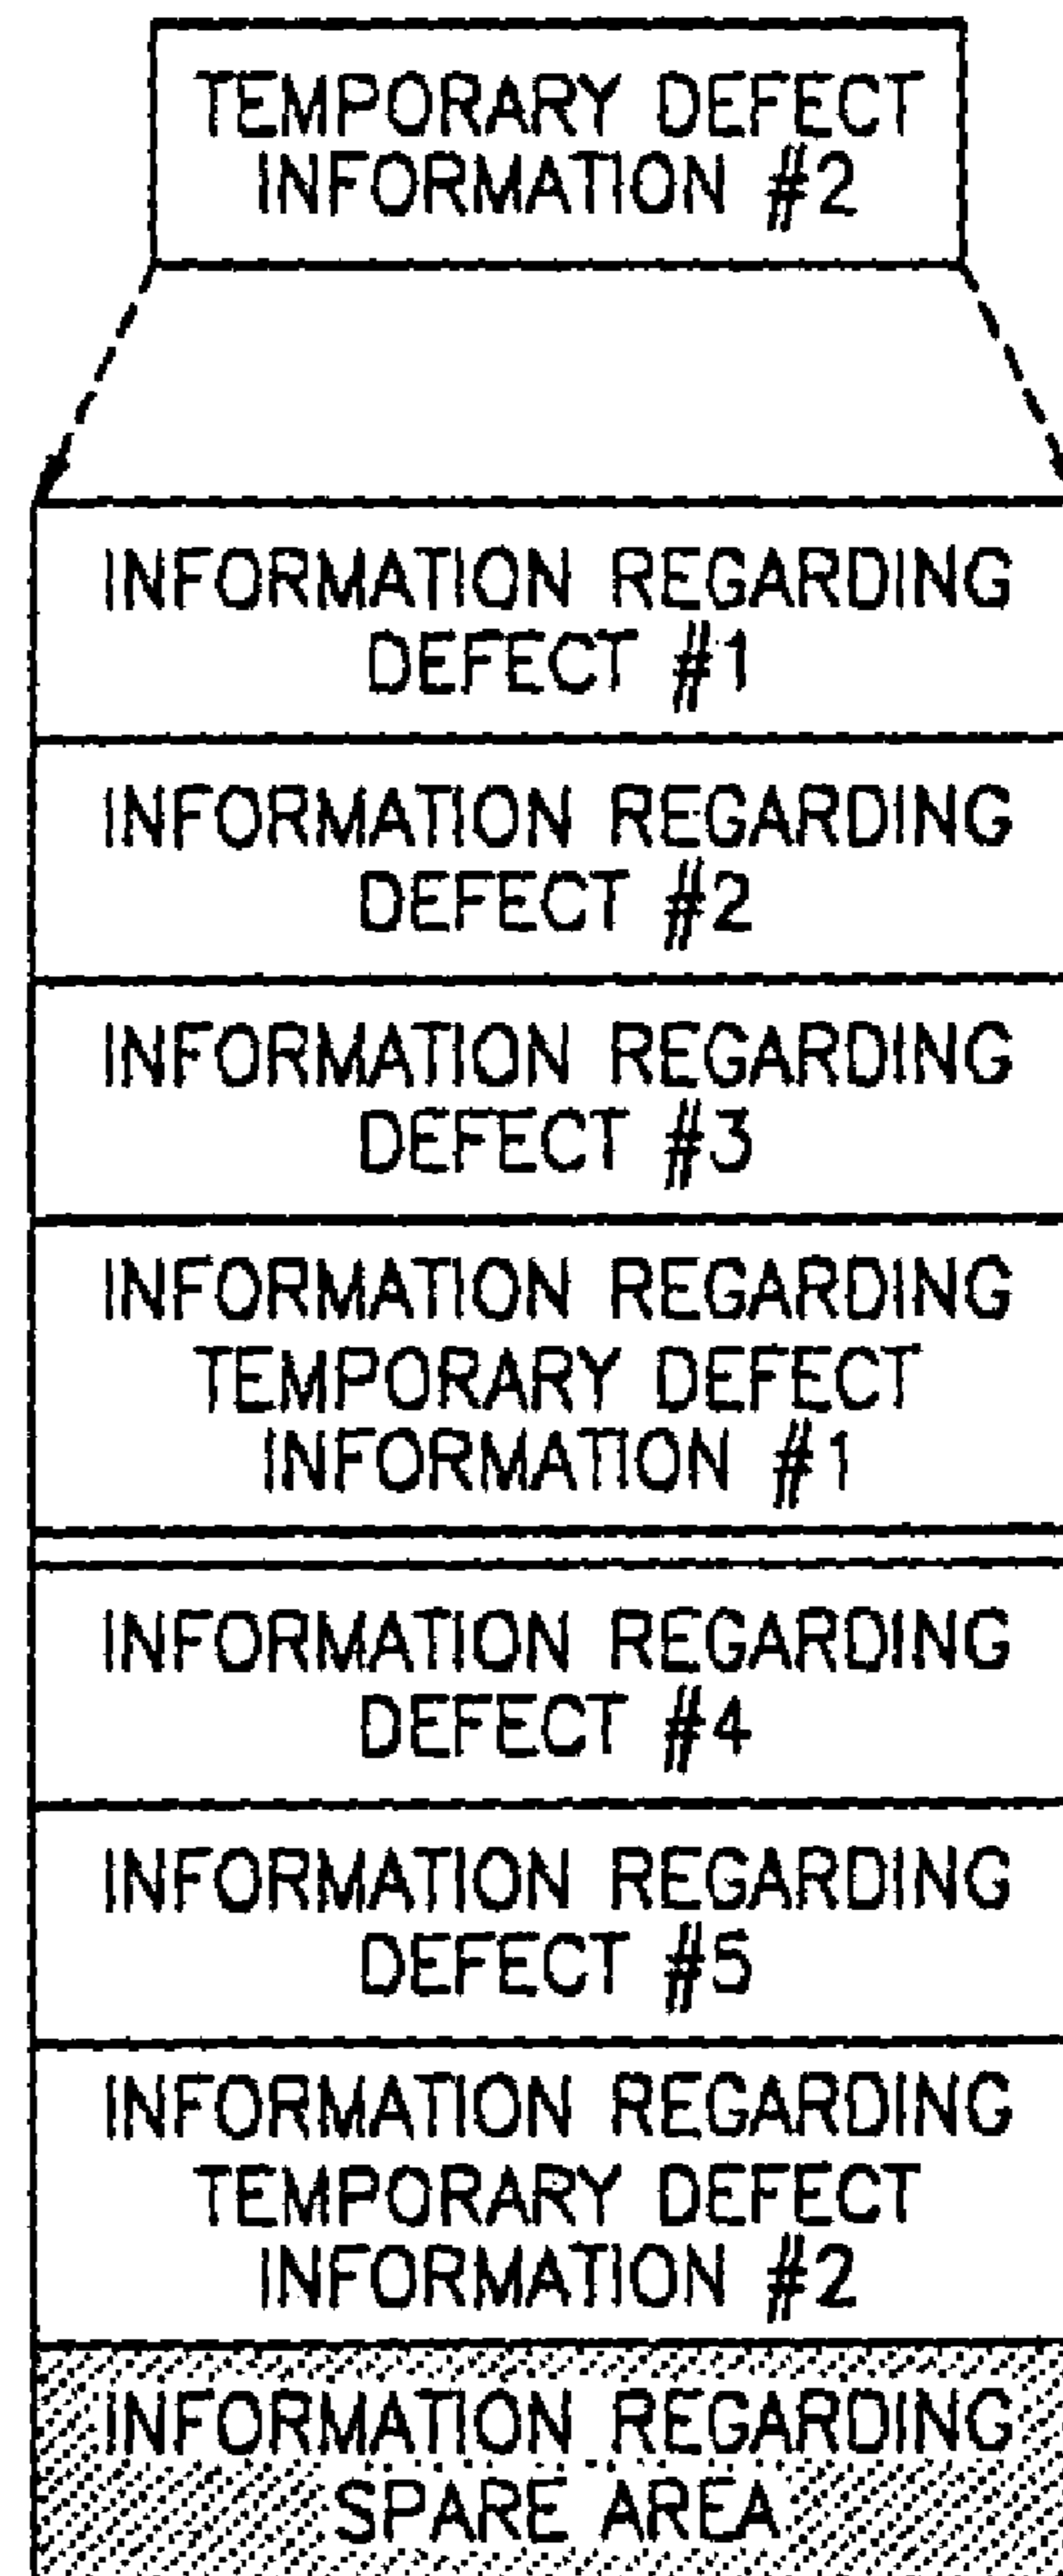 TEMPORARY DEFECT
INFORMATION #2
INFORMATION REGARDING
DEFECT #1
INFORMATION REGARDING
DEFECT #2
INFORMATION REGARDING
DEFECT #3
INFORMATION REGARDING
TEMPORARY DEFECT
INFORMATION #1
INFORMATION REGARDING
DEFECT #4
INFORMATION REGARDING
DEFECT #5
INFORMATION REGARDING
TEMPORARY DEFECT
INFORMATION #2
INFORMATION REGARDING
SPARE AREA